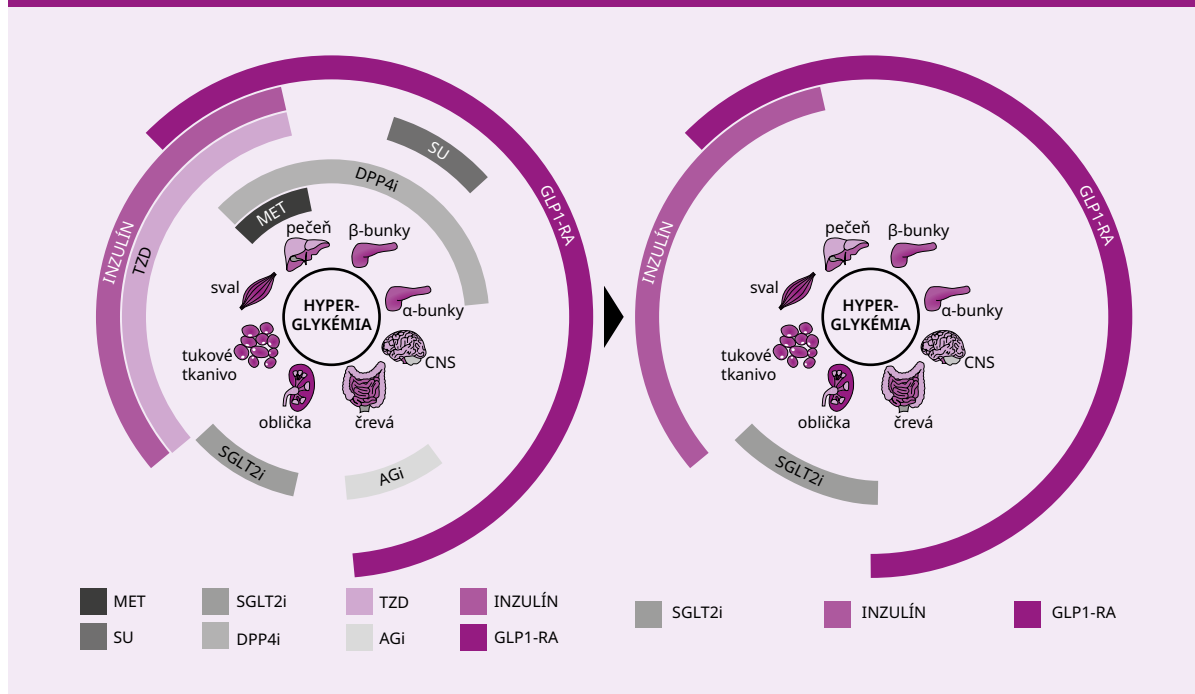 INZULÍN
TZD
MET
DPP4i
SU
GLP1-RA
pečeň
β-bunky
sval
HYPER-
GLYKÉMIA
α-bunky
tukové
tkanivo
CNS
oblička
črevá
SGLT2i
AGi
MET
SGLT2i
TZD
INZULÍN
SU
DPP4i
AGi
GLP1-RA
INZULÍN
GLP1-RA
pečeň
β-bunky
sval
HYPER-
GLYKÉMIA
α-bunky
tukové
tkanivo
CNS
oblička
črevá
SGLT2i
SGLT2i
INZULÍN
GLP1-RA